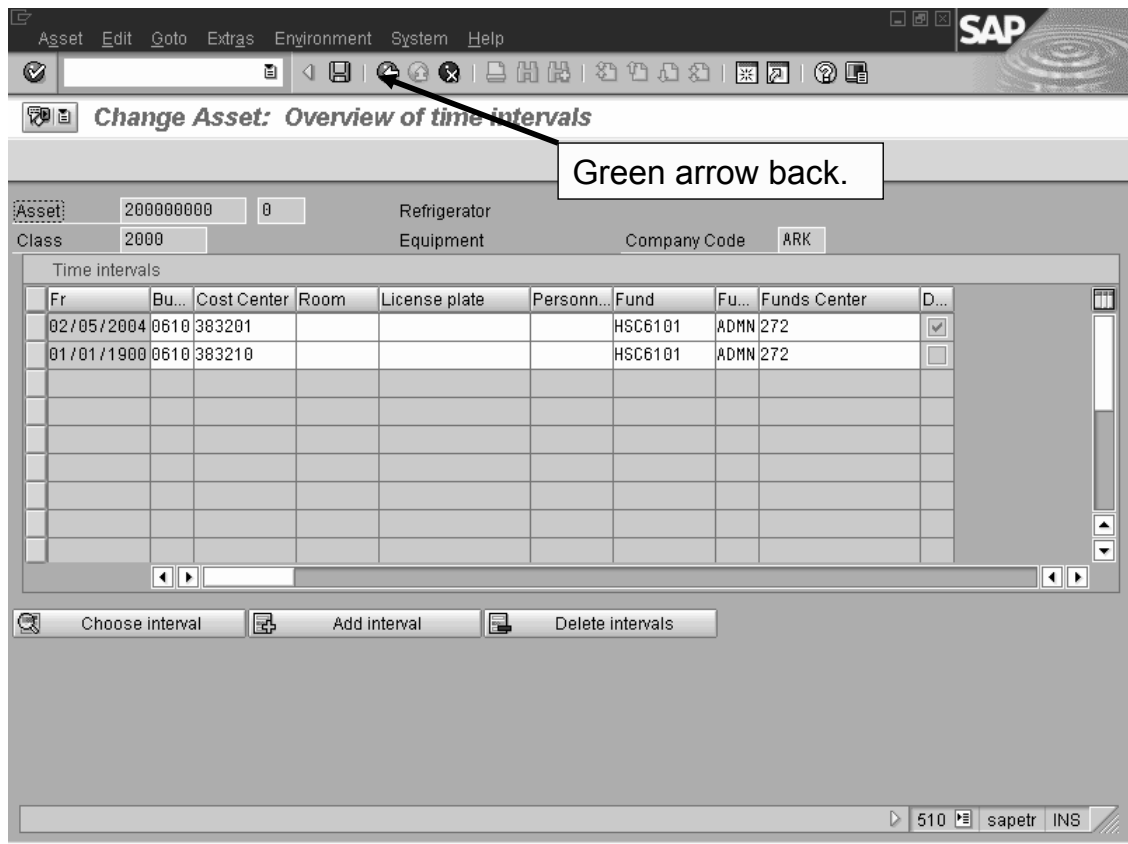 Asset Edit Goto Extras Environment System Help
SAP
Change Asset: Overview of time intervals
Green arrow back.
Asset 200000000 0 Refrigerator
Class 2000 Equipment Company Code ARK
Time intervals
Fr Bu... Cost Center Room License plate Personn... Fund Fu... Funds Center D...
02/05/2004 0610 383201 HSC6101 ADMN 272
01/01/1900 0610 383210 HSC6101 ADMN 272
Choose interval Add interval Delete intervals
510 sapetr INS